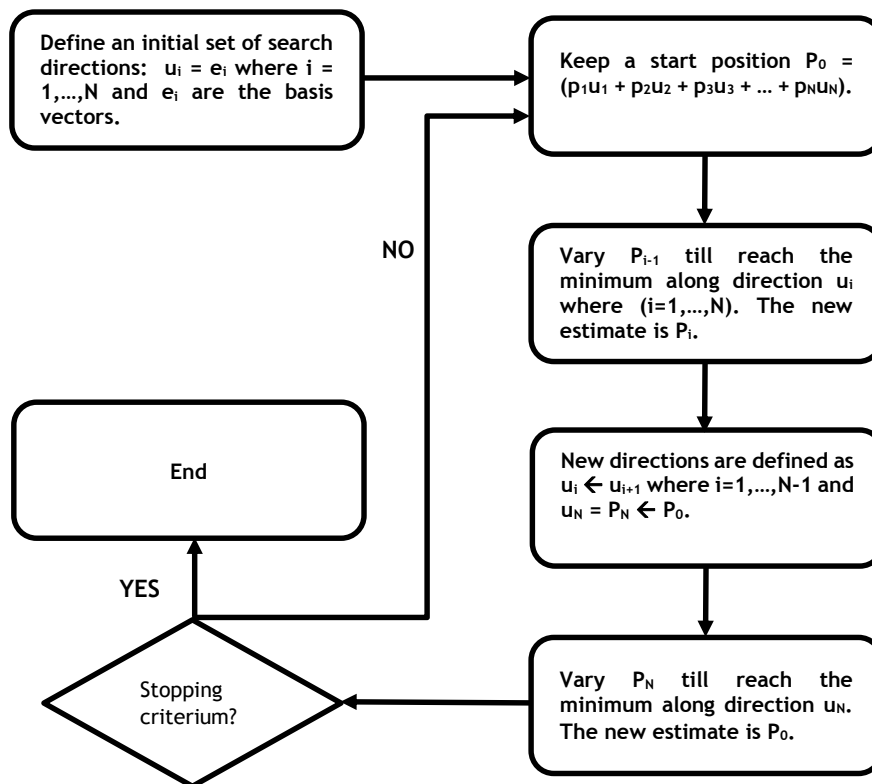 Define an initial set of search
directions: uᵢ = eᵢ where i =
1,…,N and eᵢ are the basis
vectors.
Keep a start position P₀ =
(p₁u₁ + p₂u₂ + p₃u₃ + … + pₙuₙ).
NO
Vary Pᵢ₋₁ till reach the
minimum along direction uᵢ
where (i=1,…,N). The new
estimate is Pᵢ.
New directions are defined as
uᵢ ← uᵢ₊₁ where i=1,…,N-1 and
u_N = P_N ← P₀.
End
YES
Vary P_N till reach the
minimum along direction u_N.
The new estimate is P₀.
Stopping
criterium?